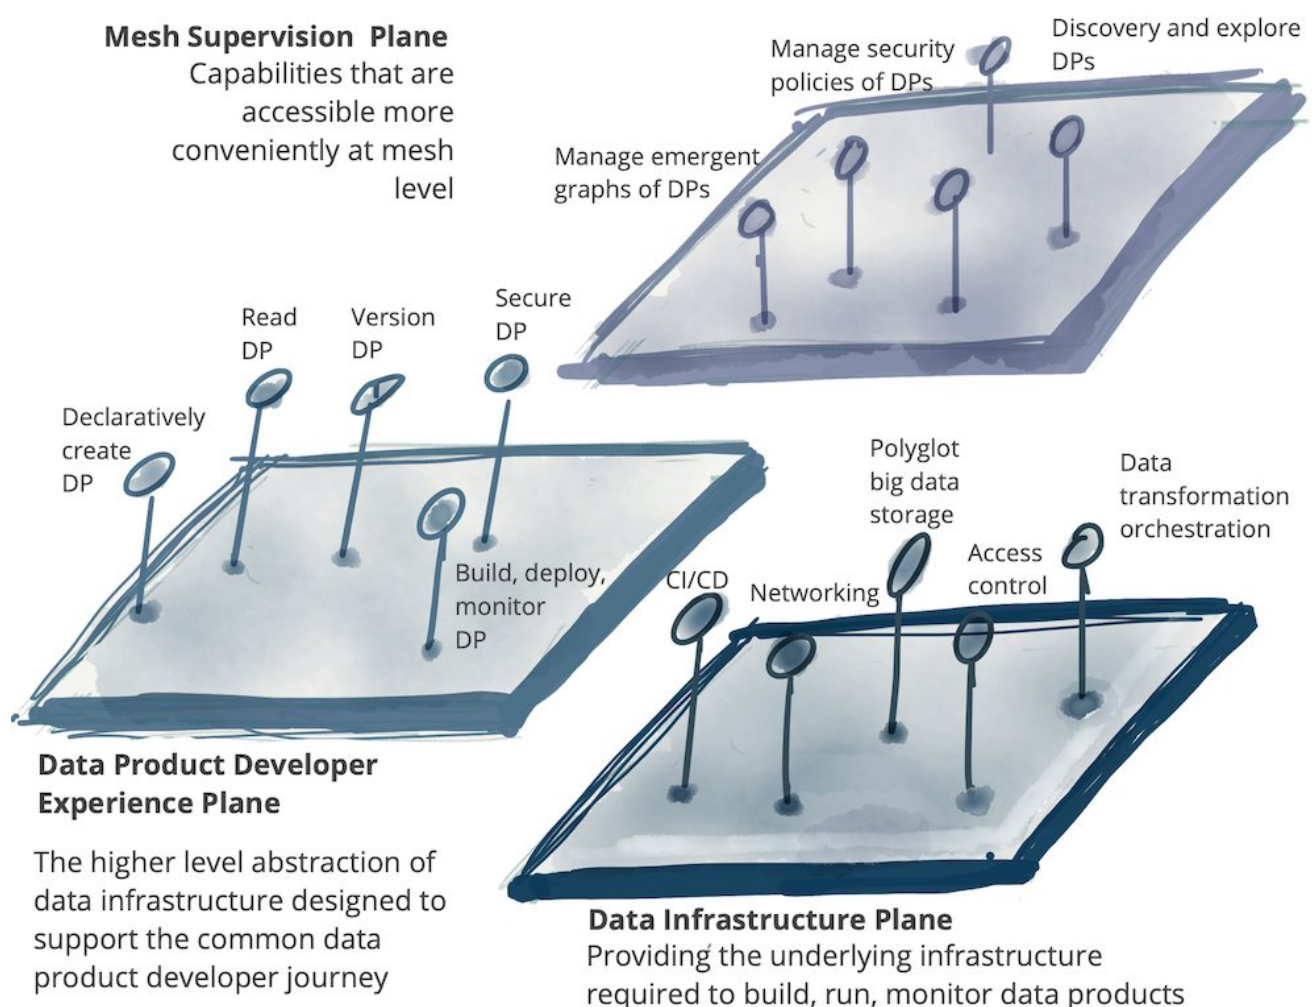 Mesh Supervision Plane
Capabilities that are
accessible more
conveniently at mesh
level
Manage security
policies of DPs
Discovery and explore
DPs
Manage emergent
graphs of DPs
Declaratively
create
DP
Read
DP
Version
DP
Secure
DP
Build, deploy,
monitor
DP
Data Product Developer
Experience Plane
The higher level abstraction of
data infrastructure designed to
support the common data
product developer journey
CI/CD
Networking
Polyglot
big data
storage
Access
control
Data
transformation
orchestration
Data Infrastructure Plane
Providing the underlying infrastructure
required to build, run, monitor data products